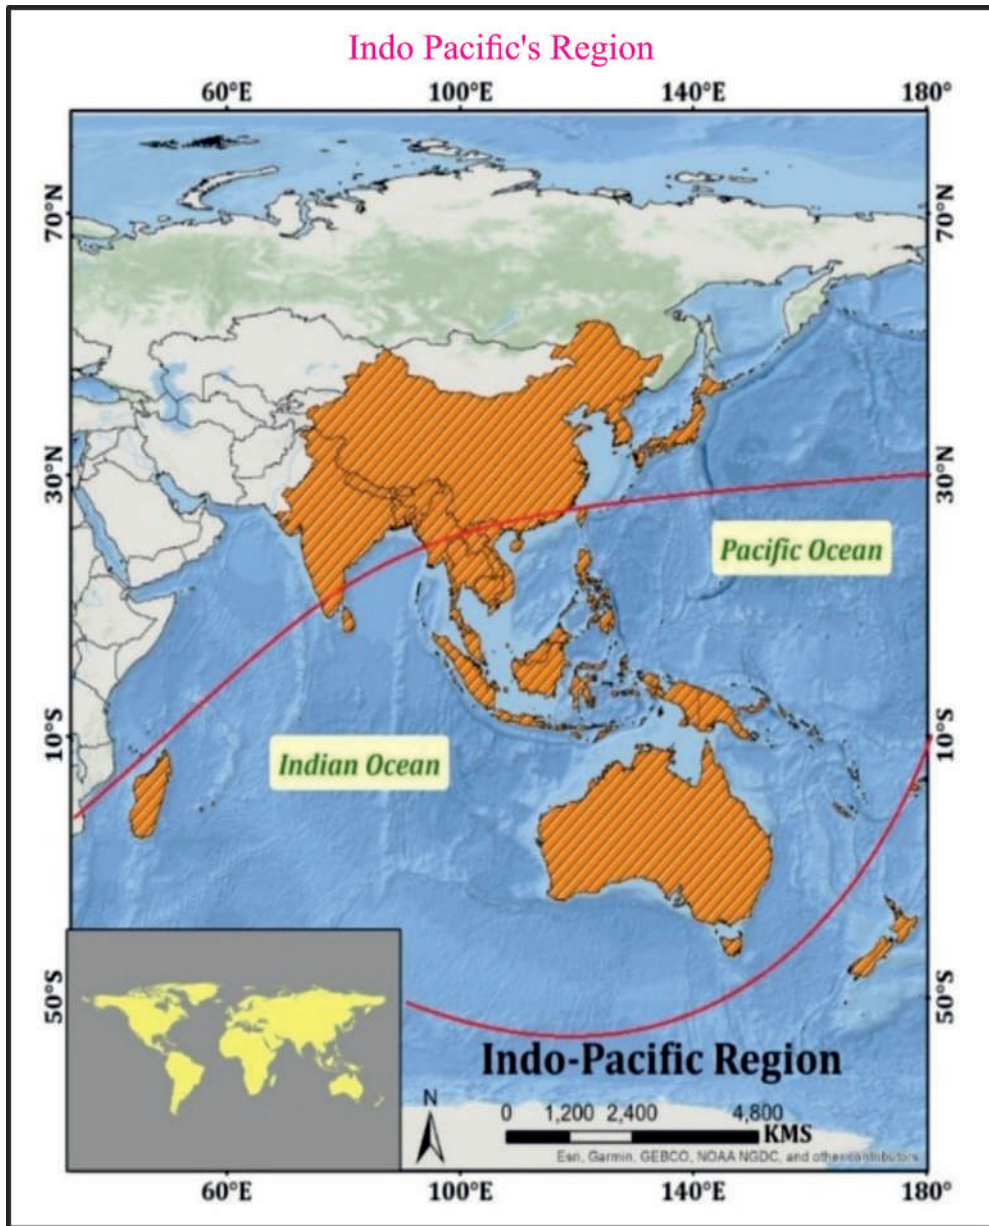 Indo Pacific's Region
60°E 100°E 140°E 180°
70°N 70°N
30°N 30°N
Pacific Ocean
10°S 10°S
Indian Ocean
50°S 50°S
Indo-Pacific Region
N
0 1,200 2,400 4,800
KMS
Esri, Garmin, GEBCO, NOAA NGDC, and other contributors
60°E 100°E 140°E 180°